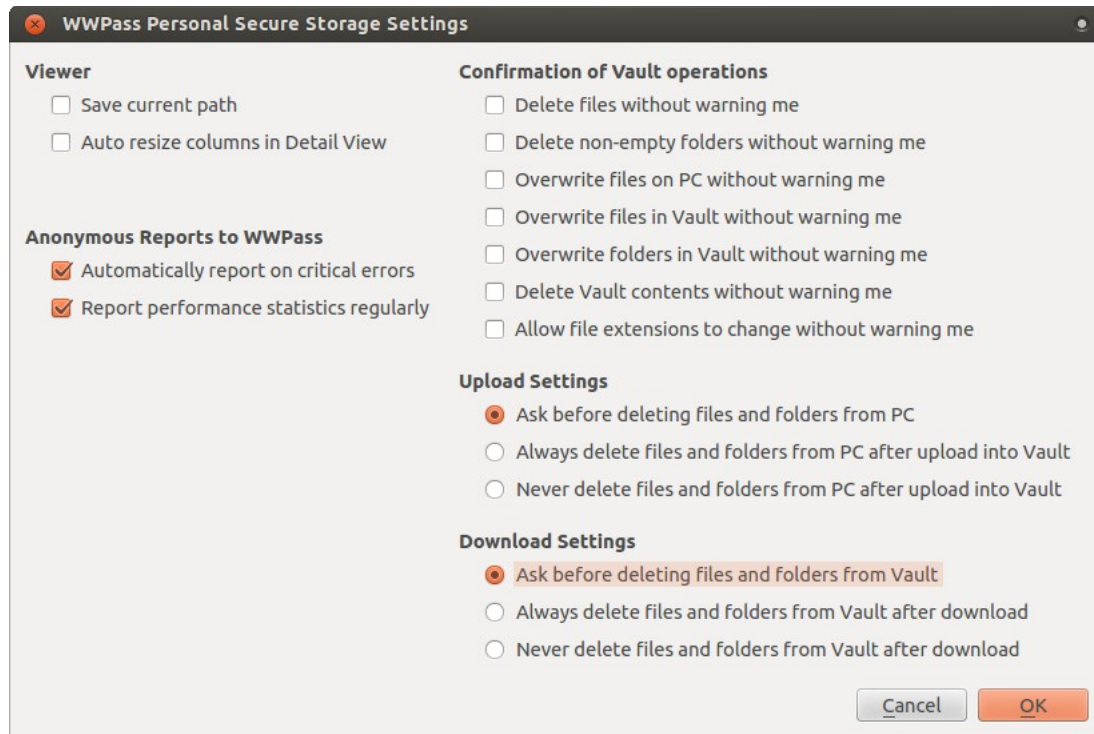 WWPass Personal Secure Storage Settings
Viewer
Save current path
Auto resize columns in Detail View
Anonymous Reports to WWPass
Automatically report on critical errors
Report performance statistics regularly
Confirmation of Vault operations
Delete files without warning me
Delete non-empty folders without warning me
Overwrite files on PC without warning me
Overwrite files in Vault without warning me
Overwrite folders in Vault without warning me
Delete Vault contents without warning me
Allow file extensions to change without warning me
Upload Settings
Ask before deleting files and folders from PC
Always delete files and folders from PC after upload into Vault
Never delete files and folders from PC after upload into Vault
Download Settings
Ask before deleting files and folders from Vault
Always delete files and folders from Vault after download
Never delete files and folders from Vault after download
Cancel
OK